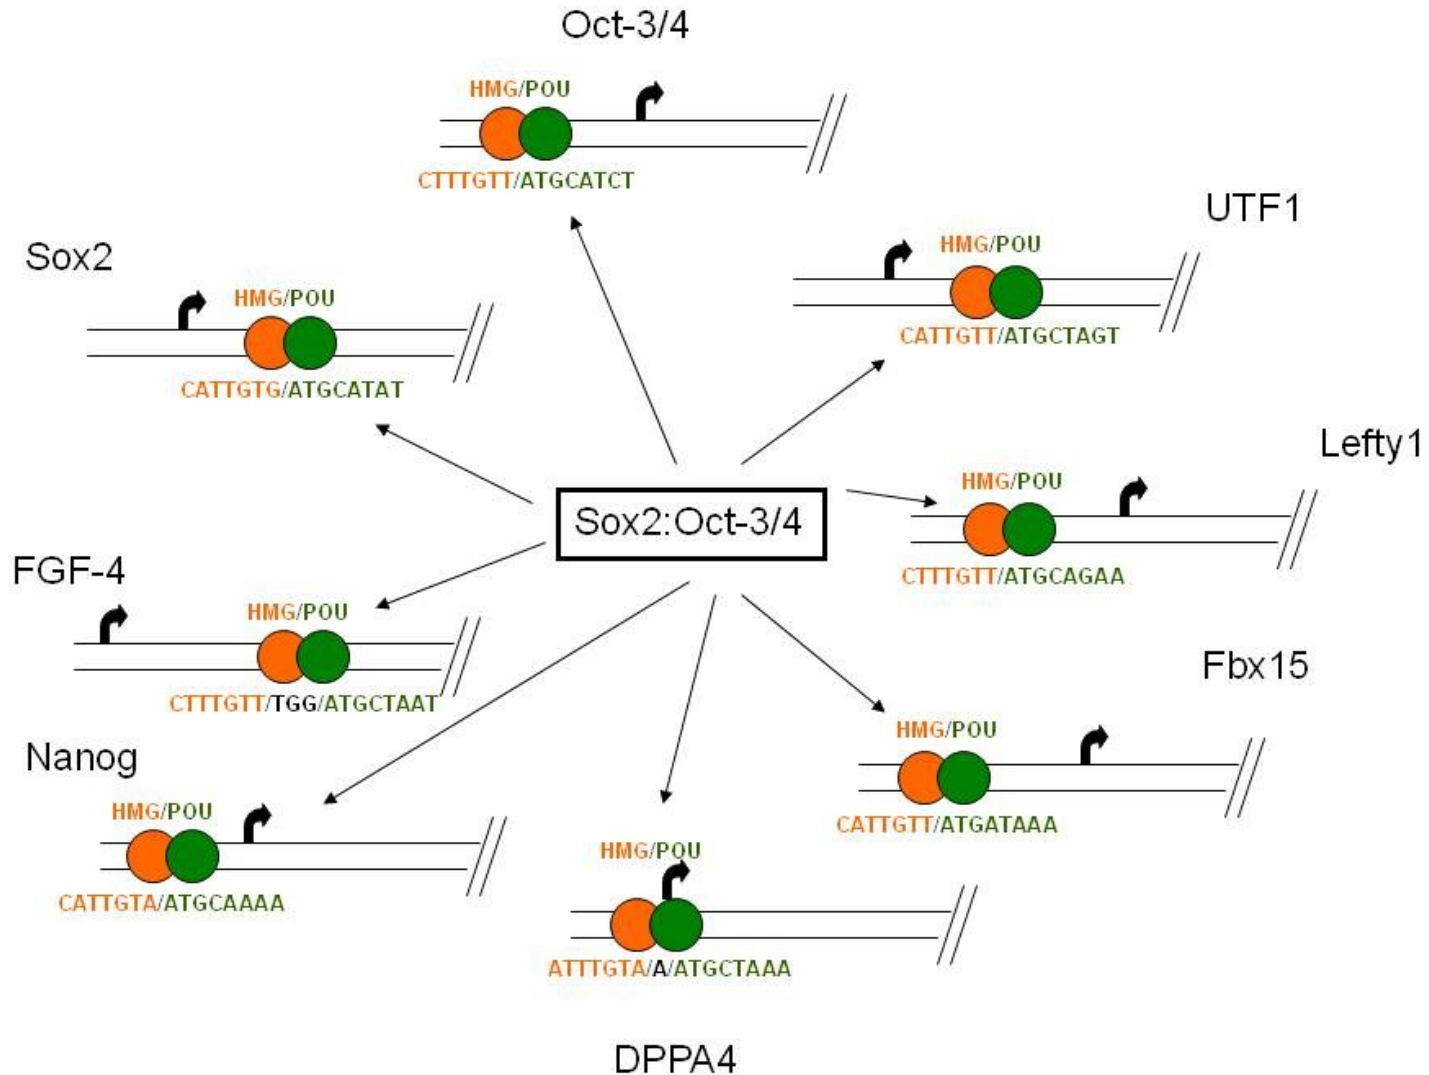 Oct-3/4
HMG/POU
CTTTGTT/ATGCATCT
UTF1
HMG/POU
CATTGTT/ATGCTAGT
Sox2
HMG/POU
CATTGTG/ATGCATAT
Lefty1
HMG/POU
CTTTGTT/ATGCAGAA
Sox2:Oct-3/4
FGF-4
HMG/POU
CTTTGTT/TGG/ATGCTAAT
Fbx15
HMG/POU
CATTGTT/ATGATAAA
Nanog
HMG/POU
CATTGTA/ATGCAAAA
HMG/POU
ATTTGTA/A/ATGCTAAA
DPPA4